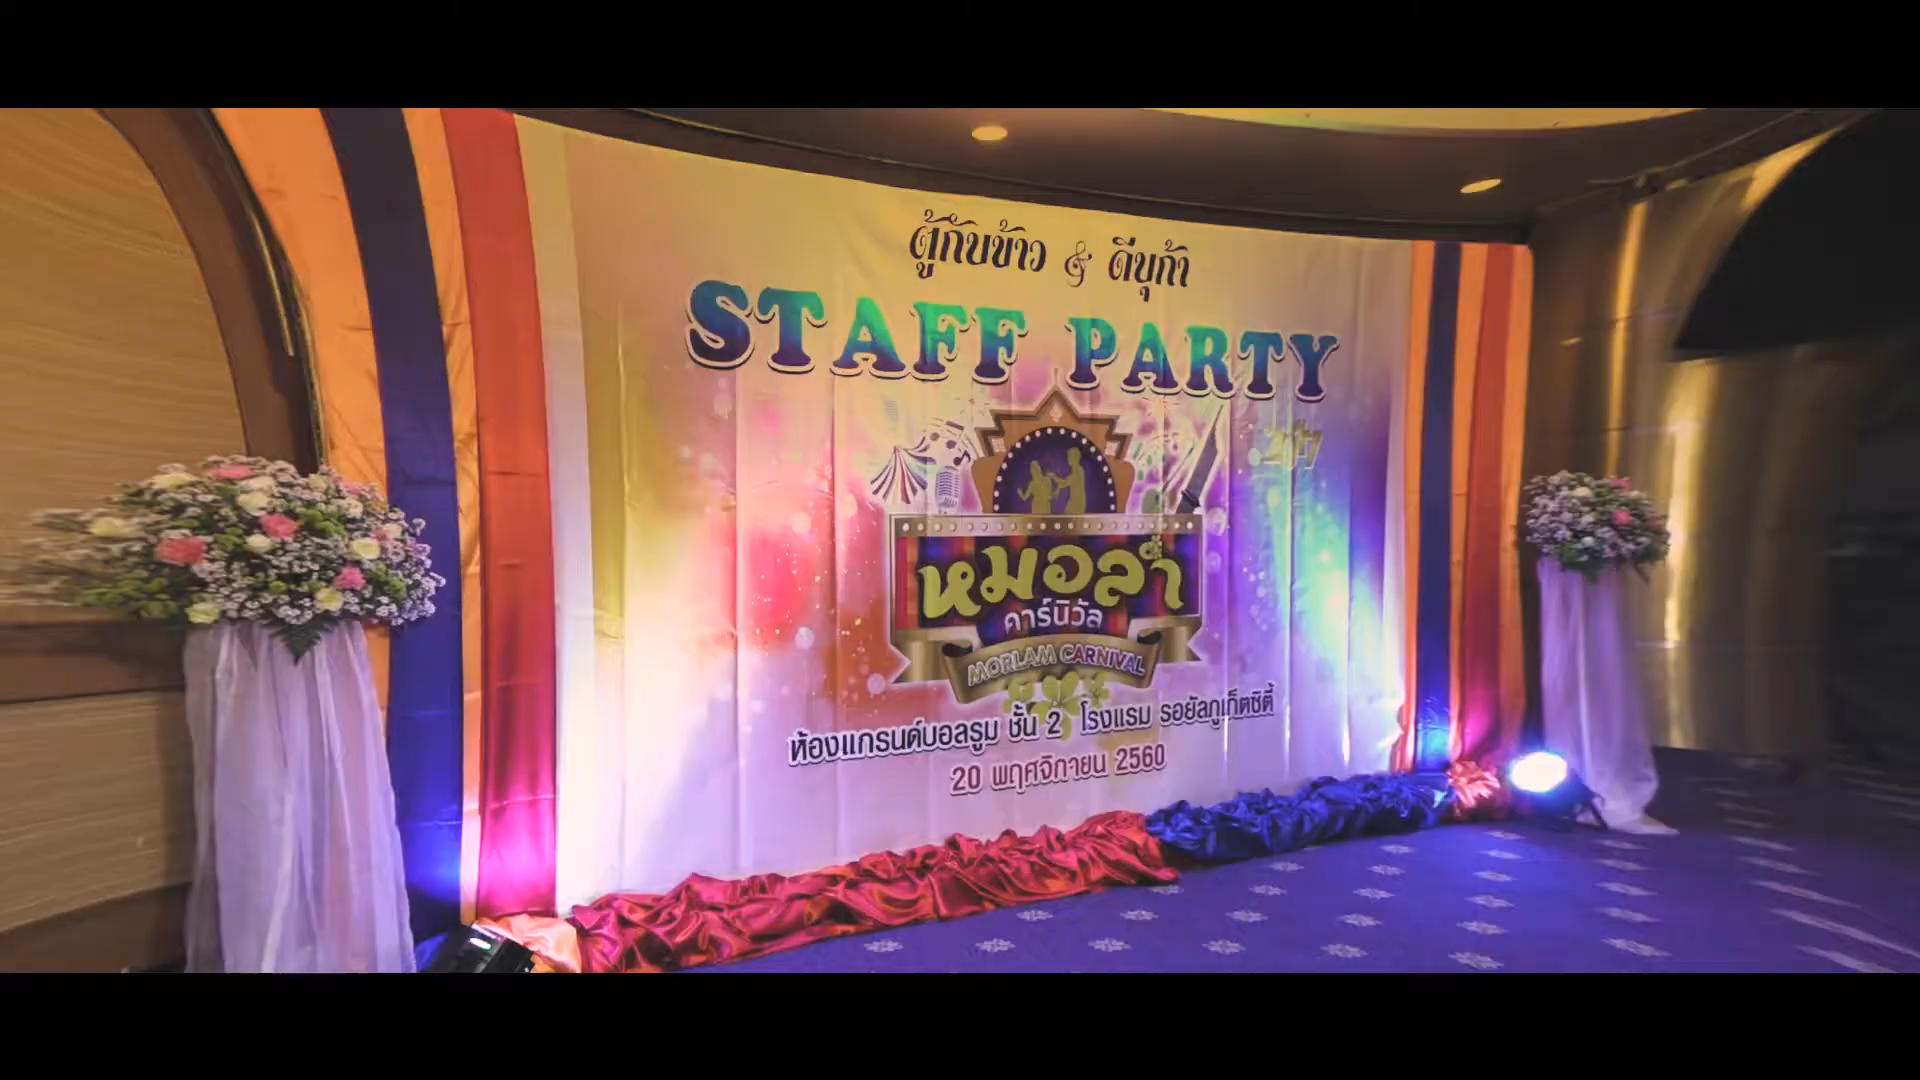 ตู้กับข้าว & ดีบุก้า
STAFF PARTY
2017
หมอลำ
คาร์นิวัล
MORLAM CARNIVAL
ห้องแกรนด์บอลรูม ชั้น 2 โรงแรม รอยัลภูเก็ตซิตี้
20 พฤศจิกายน 2560